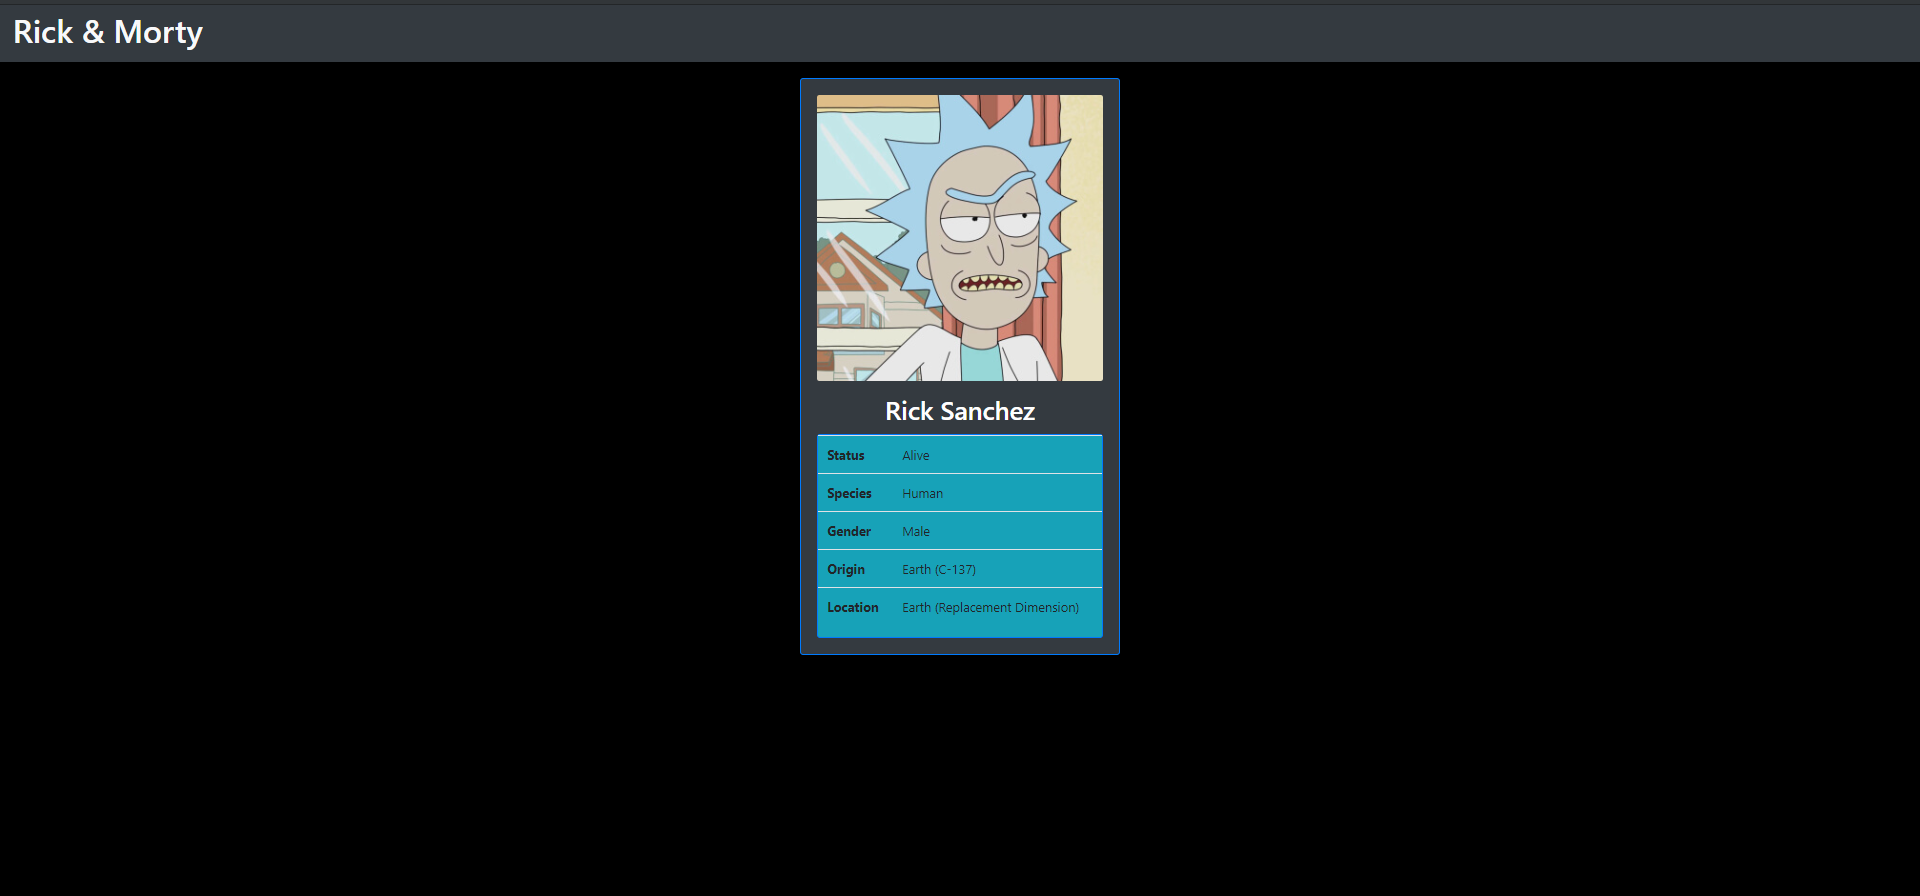 Rick & Morty
Rick Sanchez
Status Alive
Species Human
Gender Male
Origin Earth (C-137)
Location Earth (Replacement Dimension)